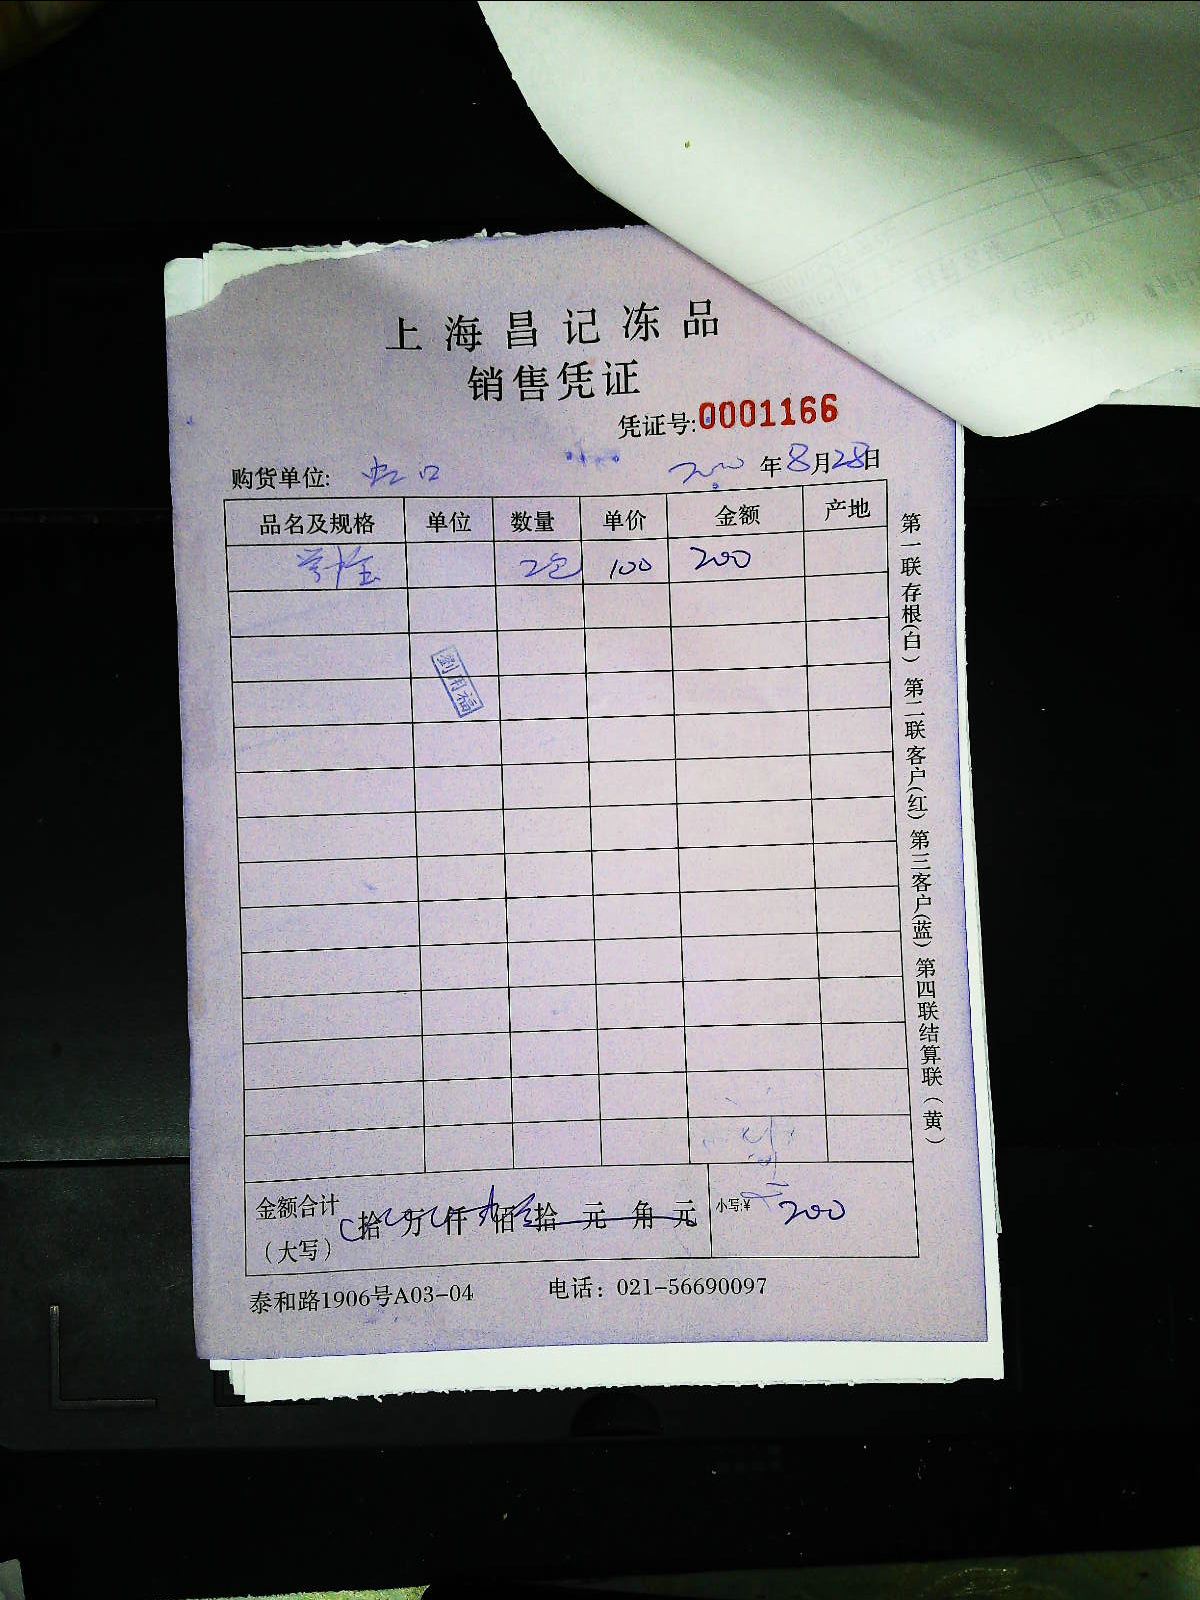 上海昌记冻品
销售凭证
凭证号:0001166
购货单位: 虹口
年8月28日
品名及规格 单位 数量 单价 金额 产地
2包 100 200
劉用福
金额合计 拾万仟佰拾元角元 小写:¥ 200
（大写）
泰和路1906号A03-04 电话：021-56690097
第一联存根(白) 第二联客户(红) 第三客户(蓝) 第四联结算联（黄）